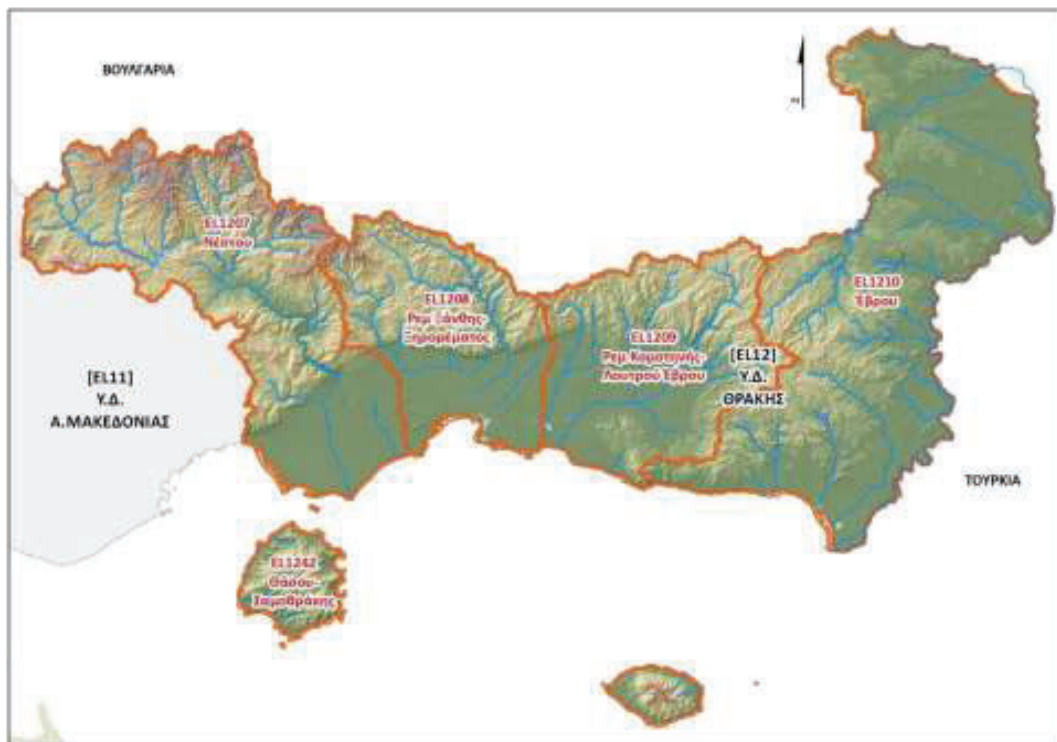 ΒΟΥΛΓΑΡΙΑ
EL1207
Νέστου
EL1208
Ρεμ Ξάνθης-
Ξηρορέματος
EL1209
Ρεμ Κομοτηνής-
Λουτρού Έβρου
[EL12]
Υ.Δ.
ΘΡΑΚΗΣ
EL1210
Έβρου
[EL11]
Υ.Δ.
Α.ΜΑΚΕΔΟΝΙΑΣ
ΤΟΥΡΚΙΑ
EL1242
Θάσου-
Σαμοθράκης